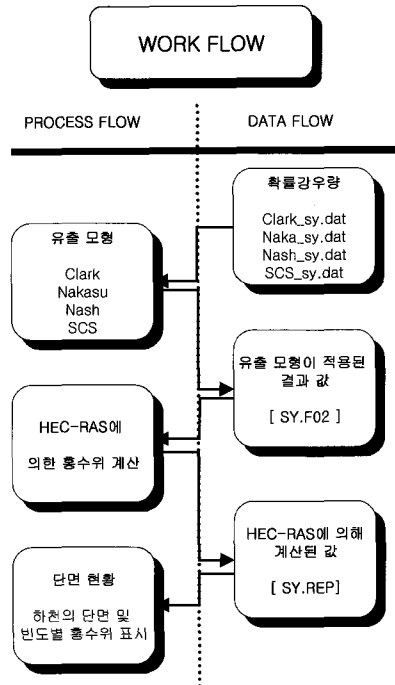 WORK FLOW
PROCESS FLOW
DATA FLOW
확률강우량
Clark_sy.dat
Naka_sy.dat
Nash_sy.dat
SCS_sy.dat
유출 모형
Clark
Nakasu
Nash
SCS
유출 모형이 적용된
결과 값
[ SY.F02 ]
HEC-RAS에
의한 홍수위 계산
HEC-RAS에 의해
계산된 값
[ SY.REP]
단면 현황
하천의 단면 및
빈도별 홍수위 표시